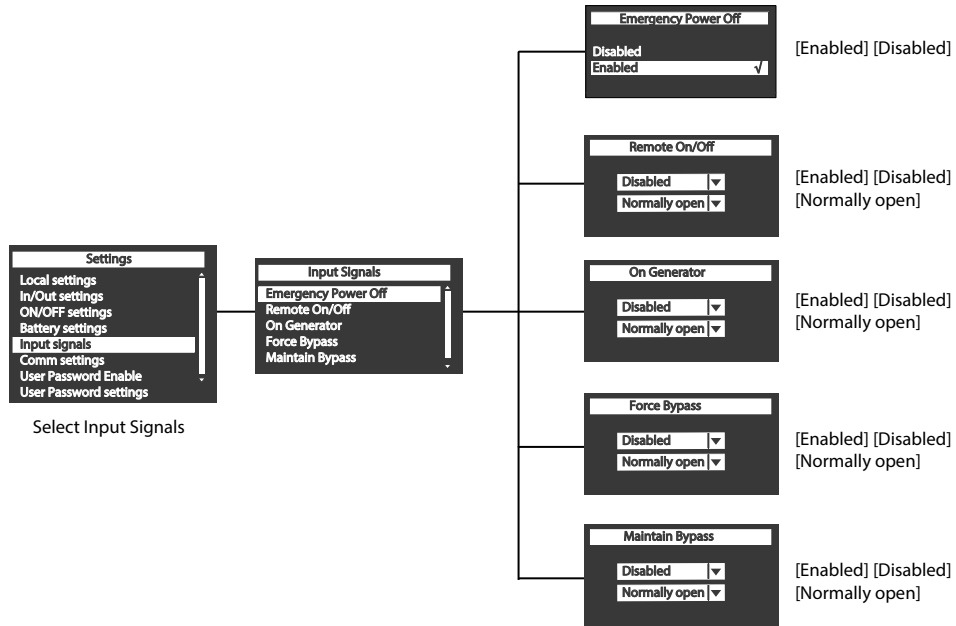 Settings
Local settings
In/Out settings
ON/OFF settings
Battery settings
Input signals
Comm settings
User Password Enable
User Password settings
Select Input Signals
Input Signals
Emergency Power Off
Remote On/Off
On Generator
Force Bypass
Maintain Bypass
Emergency Power Off
Disabled
Enabled √
[Enabled] [Disabled]
Remote On/Off
Disabled
Normally open
[Enabled] [Disabled]
[Normally open]
On Generator
Disabled
Normally open
[Enabled] [Disabled]
[Normally open]
Force Bypass
Disabled
Normally open
[Enabled] [Disabled]
[Normally open]
Maintain Bypass
Disabled
Normally open
[Enabled] [Disabled]
[Normally open]